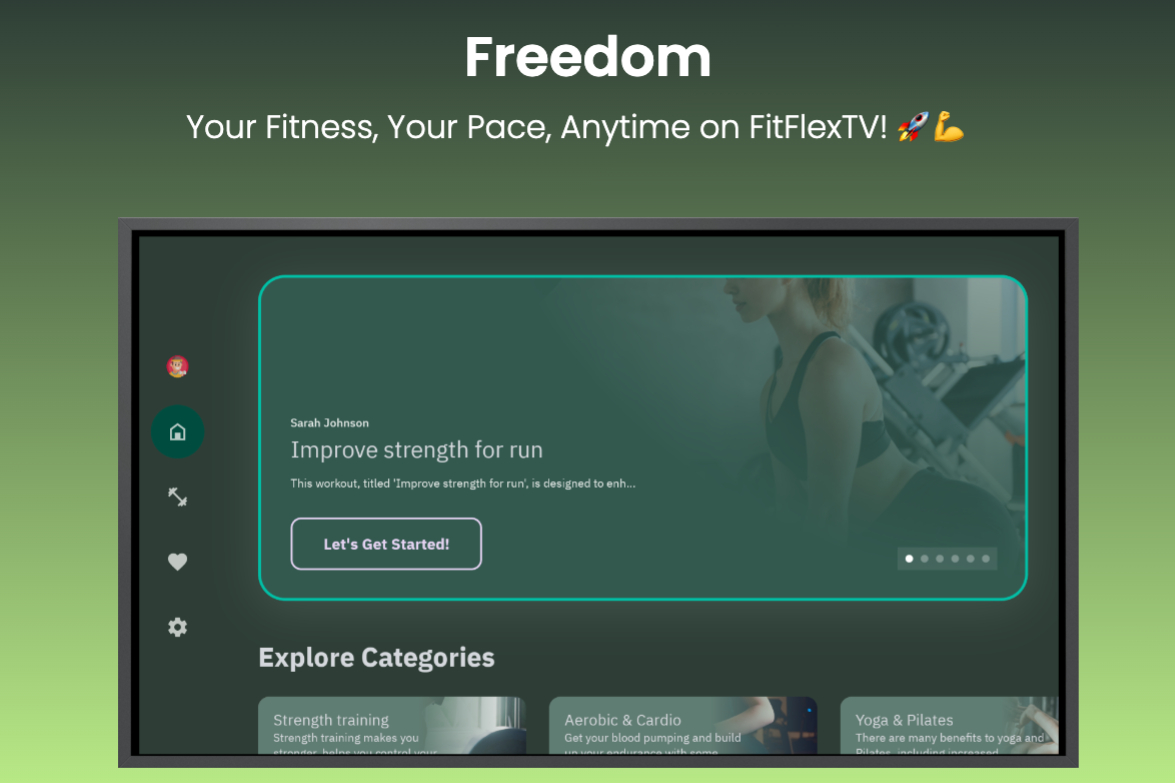 Freedom
Your Fitness, Your Pace, Anytime on FitFlexTV! 🚀💪
Sarah Johnson
Improve strength for run
This workout, titled 'Improve strength for run', is designed to enh...
Let's Get Started!
Explore Categories
Strength training
Strength training makes you
stronger, helps you control your
Aerobic & Cardio
Get your blood pumping and build
up your endurance with some
Yoga & Pilates
There are many benefits to yoga and
Pilates, including increased